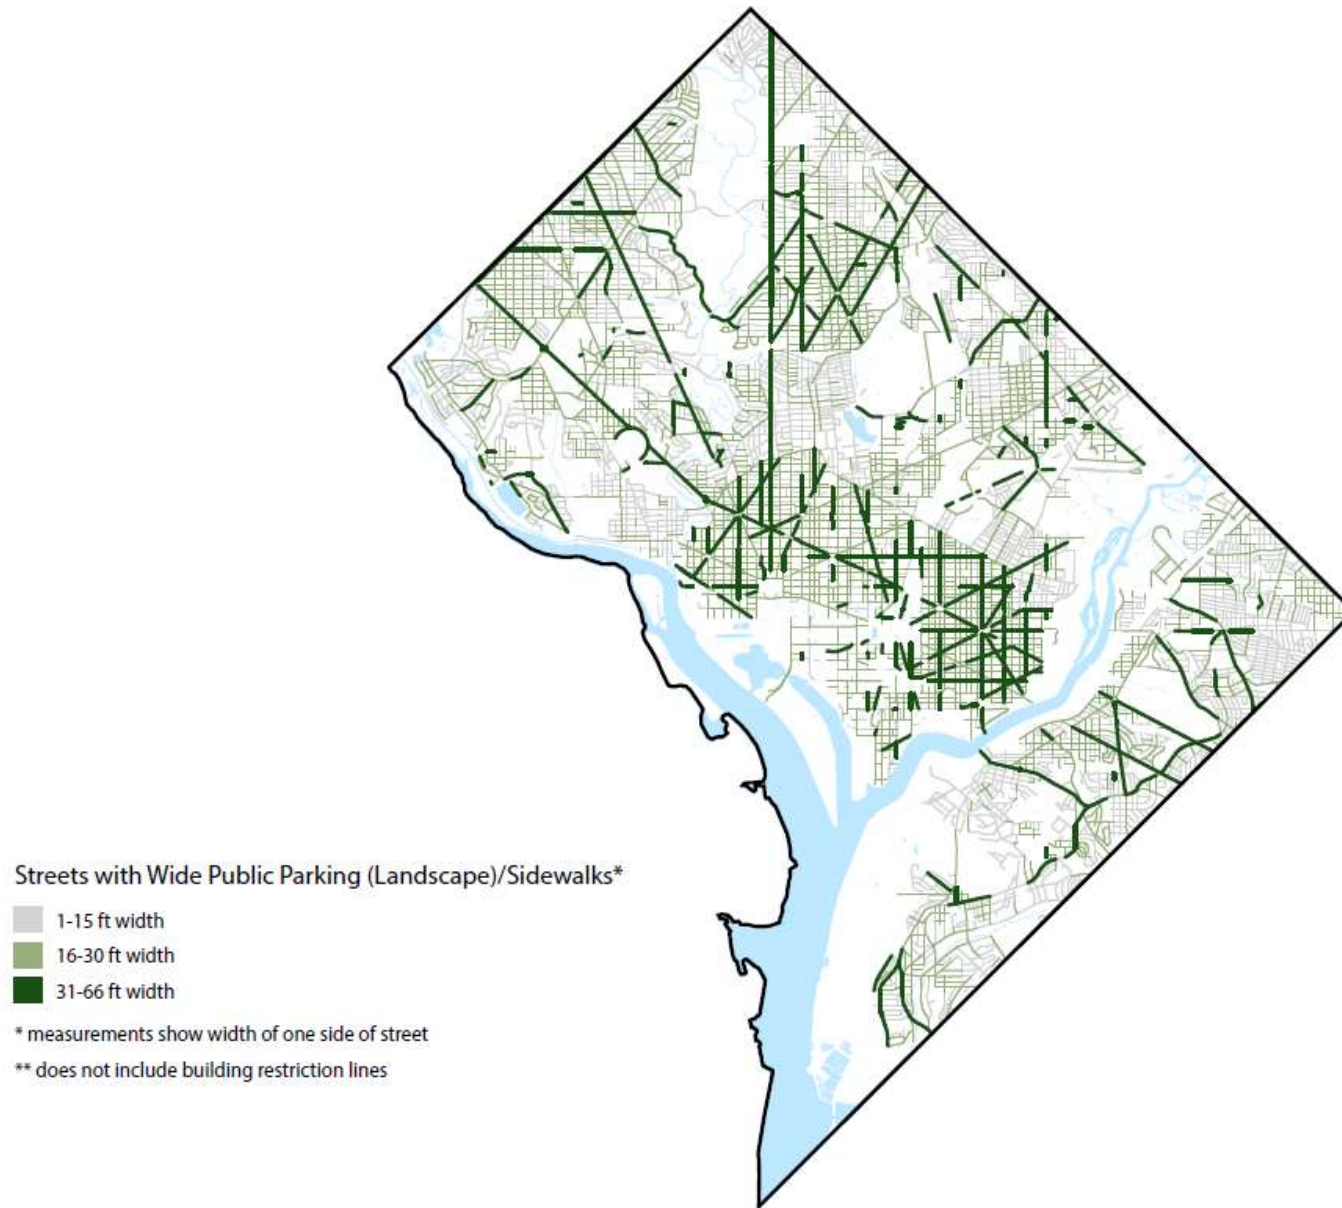 Streets with Wide Public Parking (Landscape)/Sidewalks*
1-15 ft width
16-30 ft width
31-66 ft width
* measurements show width of one side of street
** does not include building restriction lines